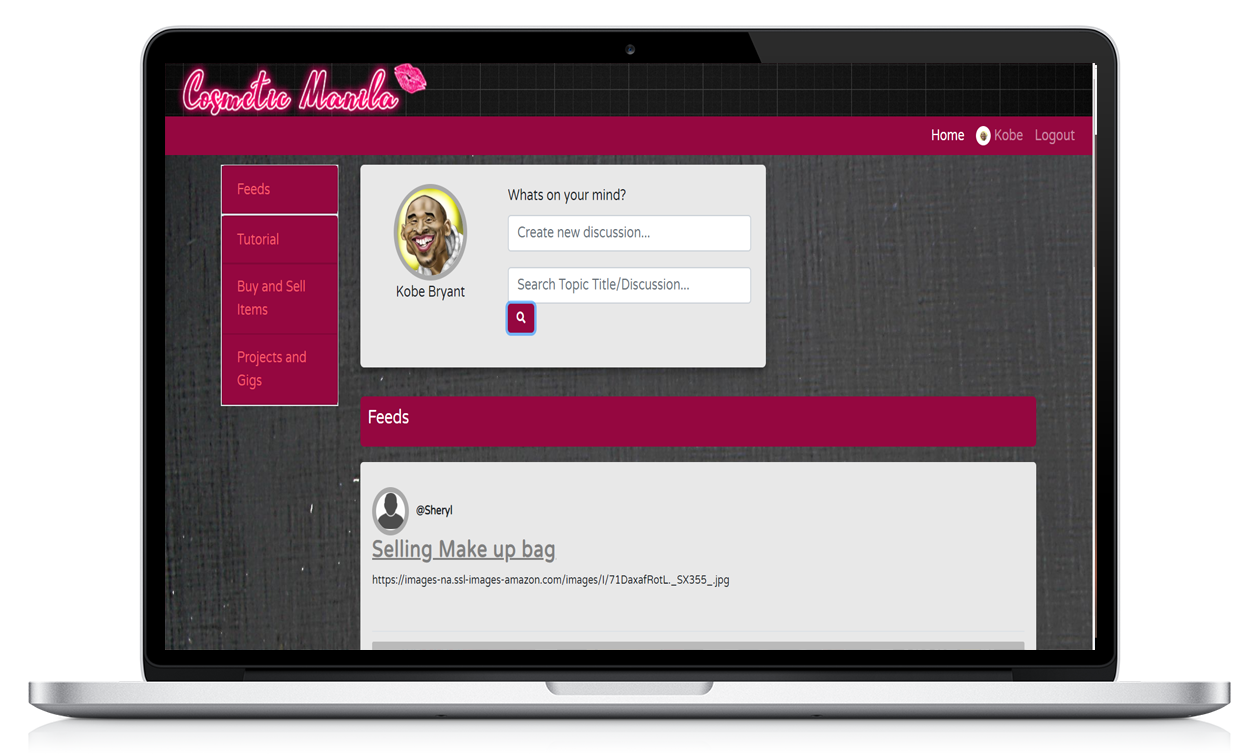 Cosmetic Manila
Home Kobe Logout
Feeds
Tutorial
Buy and Sell
Items
Projects and
Gigs
Kobe Bryant
Whats on your mind?
Create new discussion...
Search Topic Title/Discussion...
Feeds
@Sheryl
Selling Make up bag
https://images-na.ssl-images-amazon.com/images/I/71DaxafRotL._SX355_.jpg